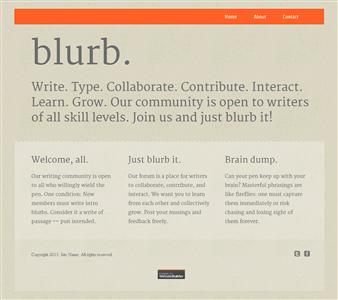 Home About Contact
blurb.
Write. Type. Collaborate. Contribute. Interact.
Learn. Grow. Our community is open to writers
of all skill levels. Join us and just blurb it!
Welcome, all.
Our writing community is open
to all who willingly wield the
pen. One condition: New
members must write intro
blurbs. Consider it a write of
passage -- pun intended.
Just blurb it.
Our forum is a place for writers
to collaborate, contribute, and
interact. We want you to learn
from each other and collectively
grow. Post your musings and
feedback freely.
Brain dump.
Can your pen keep up with your
brain? Masterful phrasings are
like fireflies: one must capture
them immediately or risk
chasing and losing sight of
them forever.
Copyright 2013. Site Name. All rights reserved.